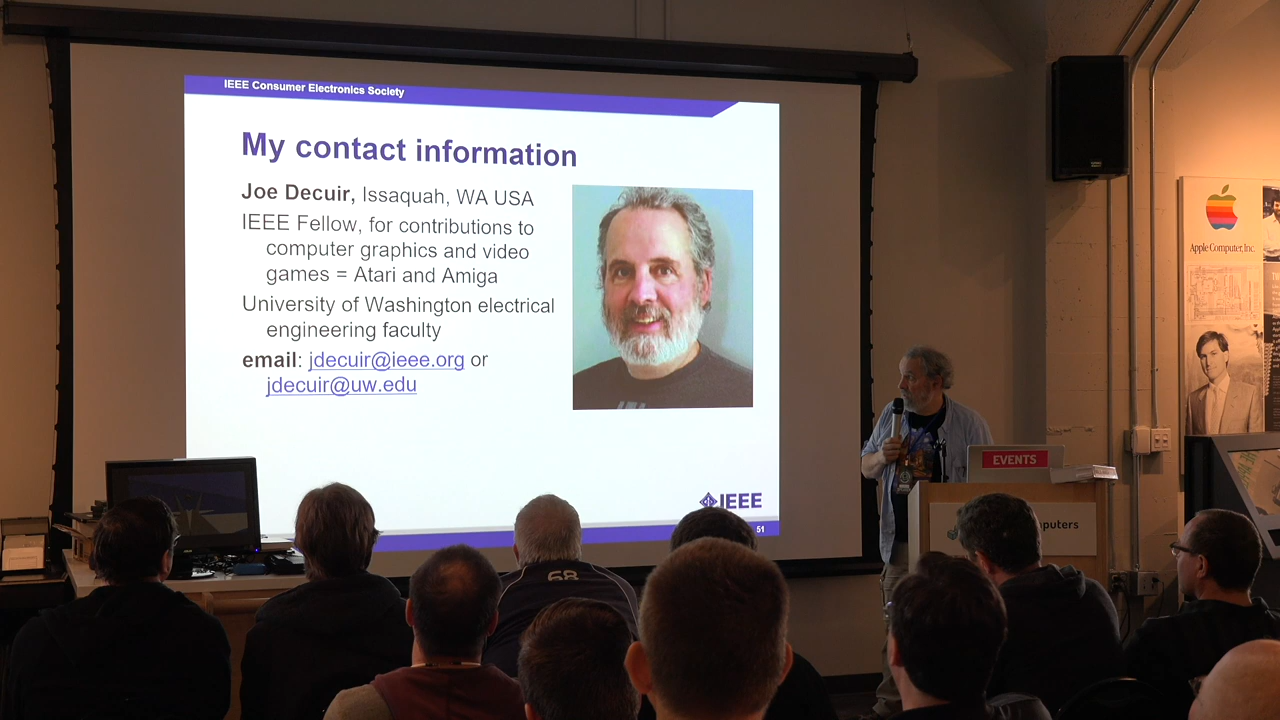 IEEE Consumer Electronics Society
My contact information
Joe Decuir, Issaquah, WA USA
IEEE Fellow, for contributions to
computer graphics and video
games = Atari and Amiga
University of Washington electrical
engineering faculty
email: jdecuir@ieee.org or
jdecuir@uw.edu
IEEE
51
Apple Computer, Inc.
EVENTS
puters
68